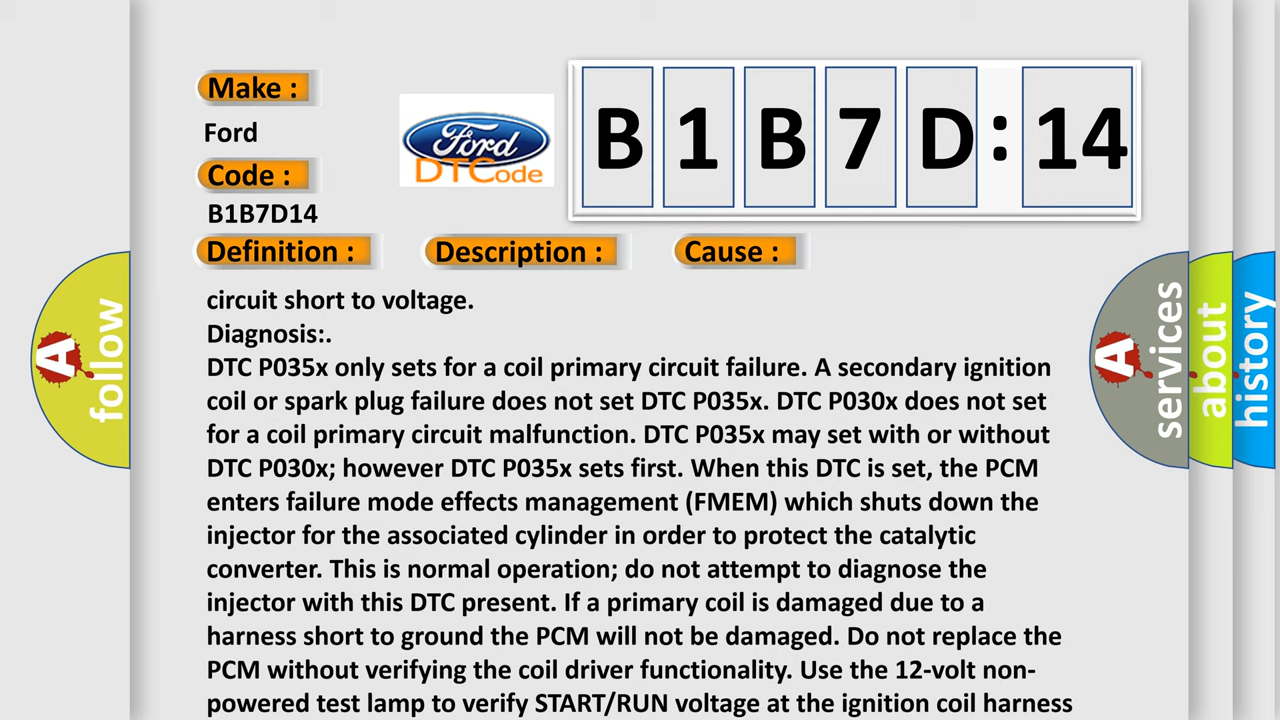 Make :
Ford
Code :
B1B7D14
Ford
DTCode
B1B7D:14
Definition :
Description :
Cause :
circuit short to voltage.
Diagnosis:.
DTC P035x only sets for a coil primary circuit failure. A secondary ignition
coil or spark plug failure does not set DTC P035x. DTC P030x does not set
for a coil primary circuit malfunction. DTC P035x may set with or without
DTC P030x; however DTC P035x sets first. When this DTC is set, the PCM
enters failure mode effects management (FMEM) which shuts down the
injector for the associated cylinder in order to protect the catalytic
converter. This is normal operation; do not attempt to diagnose the
injector with this DTC present. If a primary coil is damaged due to a
harness short to ground the PCM will not be damaged. Do not replace the
PCM without verifying the coil driver functionality. Use the 12-volt non-
powered test lamp to verify START/RUN voltage at the ignition coil harness
A follow
A services
about
history